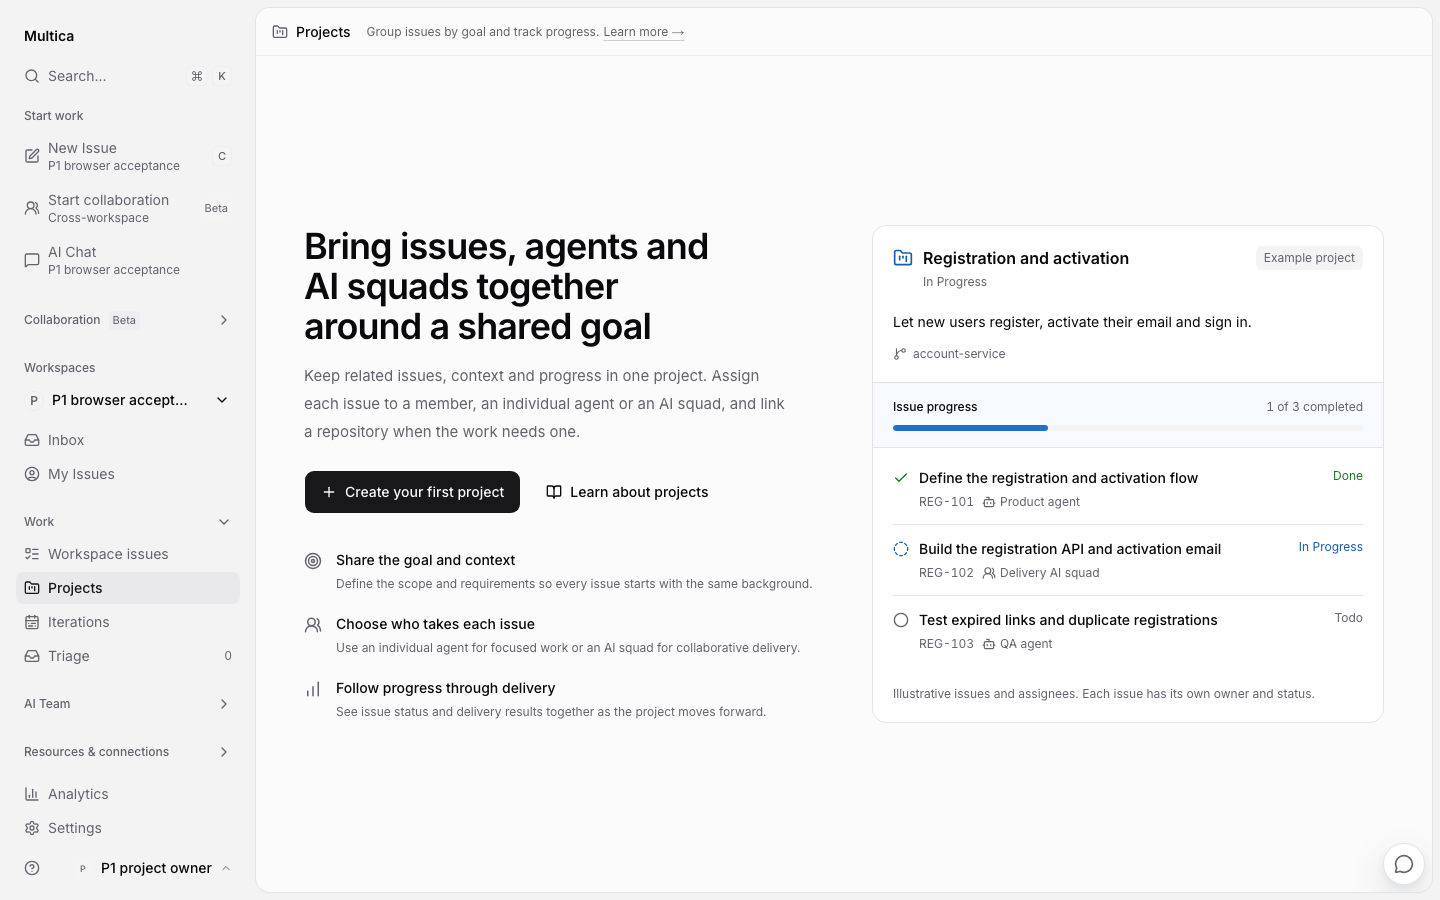 Multica
Search...
⌘ K
Start work
New Issue
P1 browser acceptance
C
Start collaboration
Cross-workspace
Beta
AI Chat
P1 browser acceptance
Collaboration Beta
Workspaces
P P1 browser accept...
Inbox
My Issues
Work
Workspace issues
Projects
Iterations
Triage 0
AI Team
Resources & connections
Analytics
Settings
P P1 project owner
Projects Group issues by goal and track progress. Learn more →
Bring issues, agents and
AI squads together
around a shared goal
Keep related issues, context and progress in one project. Assign
each issue to a member, an individual agent or an AI squad, and link
a repository when the work needs one.
Create your first project
Learn about projects
Share the goal and context
Define the scope and requirements so every issue starts with the same background.
Choose who takes each issue
Use an individual agent for focused work or an AI squad for collaborative delivery.
Follow progress through delivery
See issue status and delivery results together as the project moves forward.
Registration and activation
Example project
In Progress
Let new users register, activate their email and sign in.
account-service
Issue progress 1 of 3 completed
Define the registration and activation flow Done
REG-101 Product agent
Build the registration API and activation email In Progress
REG-102 Delivery AI squad
Test expired links and duplicate registrations Todo
REG-103 QA agent
Illustrative issues and assignees. Each issue has its own owner and status.